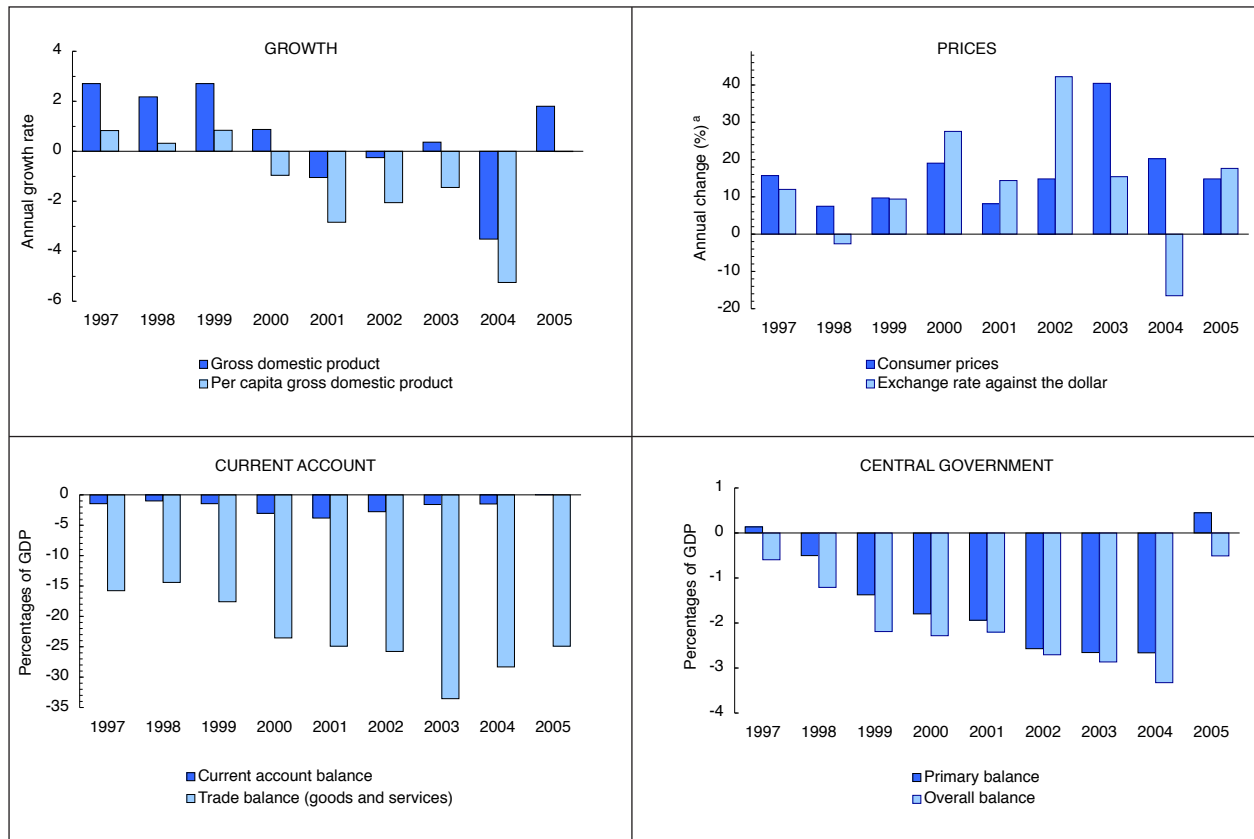 GROWTH
Annual growth rate
4
2
0
-2
-4
-6
1997 1998 1999 2000 2001 2002 2003 2004 2005
Gross domestic product
Per capita gross domestic product
PRICES
Annual change (%) a
40
30
20
10
0
-10
-20
1997 1998 1999 2000 2001 2002 2003 2004 2005
Consumer prices
Exchange rate against the dollar
CURRENT ACCOUNT
Percentages of GDP
0
-5
-10
-15
-20
-25
-30
-35
1997 1998 1999 2000 2001 2002 2003 2004 2005
Current account balance
Trade balance (goods and services)
CENTRAL GOVERNMENT
Percentages of GDP
1
0
-1
-2
-3
-4
1997 1998 1999 2000 2001 2002 2003 2004 2005
Primary balance
Overall balance